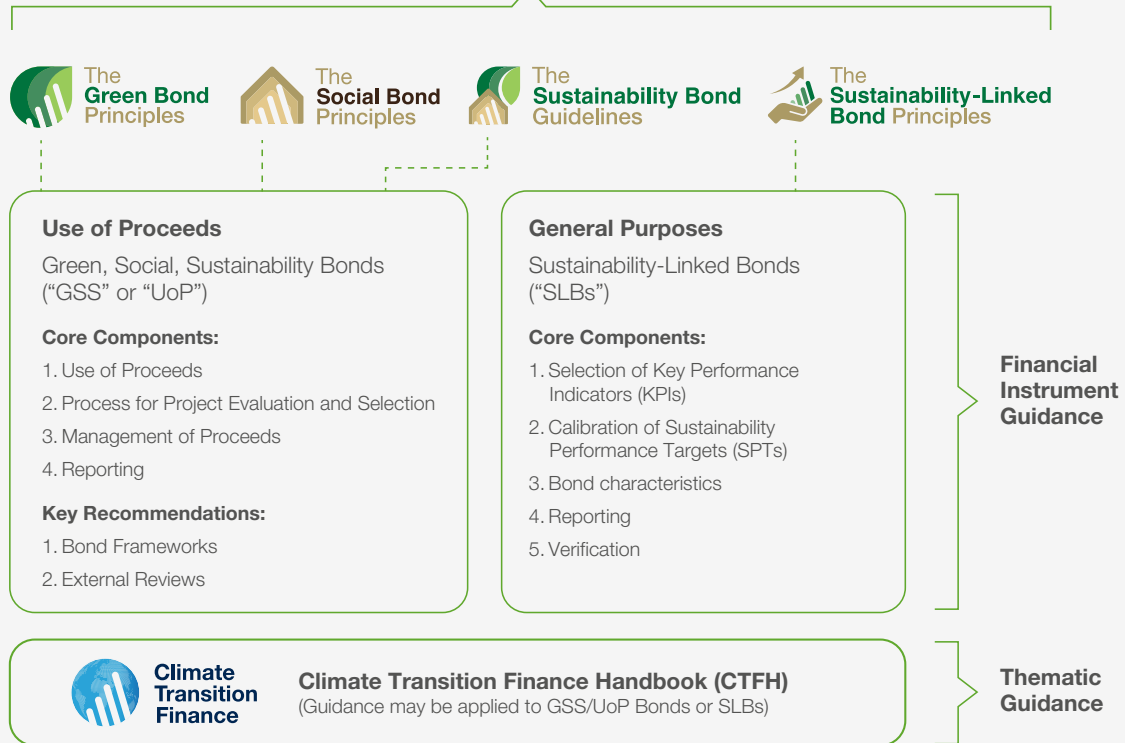 The
Green Bond
Principles
The
Social Bond
Principles
The
Sustainability Bond
Guidelines
The
Sustainability-Linked
Bond Principles
Use of Proceeds
Green, Social, Sustainability Bonds
(“GSS” or “UoP”)
Core Components:
1. Use of Proceeds
2. Process for Project Evaluation and Selection
3. Management of Proceeds
4. Reporting
Key Recommendations:
1. Bond Frameworks
2. External Reviews
General Purposes
Sustainability-Linked Bonds
(“SLBs”)
Core Components:
1. Selection of Key Performance
Indicators (KPIs)
2. Calibration of Sustainability
Performance Targets (SPTs)
3. Bond characteristics
4. Reporting
5. Verification
Financial
Instrument
Guidance
Climate
Transition
Finance
Climate Transition Finance Handbook (CTFH)
(Guidance may be applied to GSS/UoP Bonds or SLBs)
Thematic
Guidance